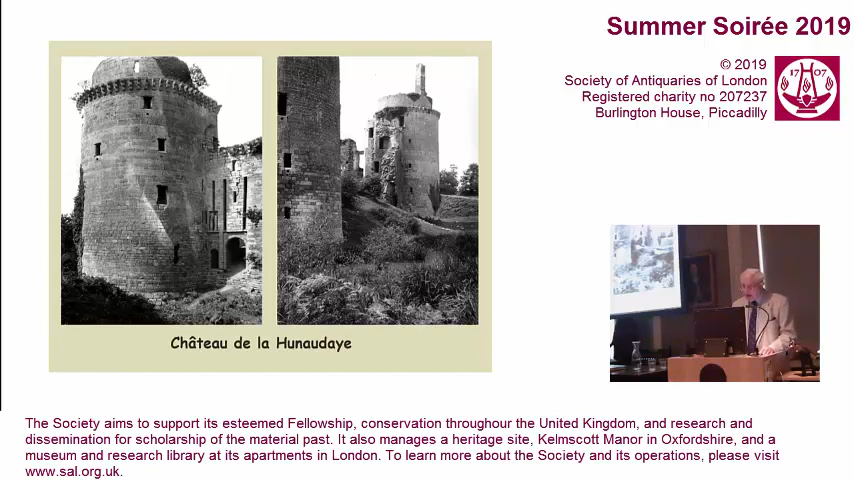 Summer Soirée 2019
© 2019
Society of Antiquaries of London
Registered charity no 207237
Burlington House, Piccadilly
17 07
Château de la Hunaudaye
The Society aims to support its esteemed Fellowship, conservation throughour the United Kingdom, and research and
dissemination for scholarship of the material past. It also manages a heritage site, Kelmscott Manor in Oxfordshire, and a
museum and research library at its apartments in London. To learn more about the Society and its operations, please visit
www.sal.org.uk.